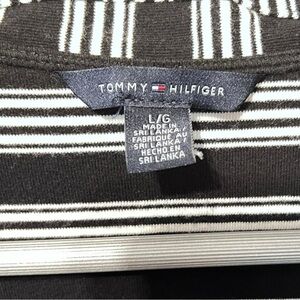 TOMMY HILFIGER
L/G
MADE IN
SRI LANKA /
FABRIQUÉ AU
SRI LANKA /
HECHO EN
SRI LANKA